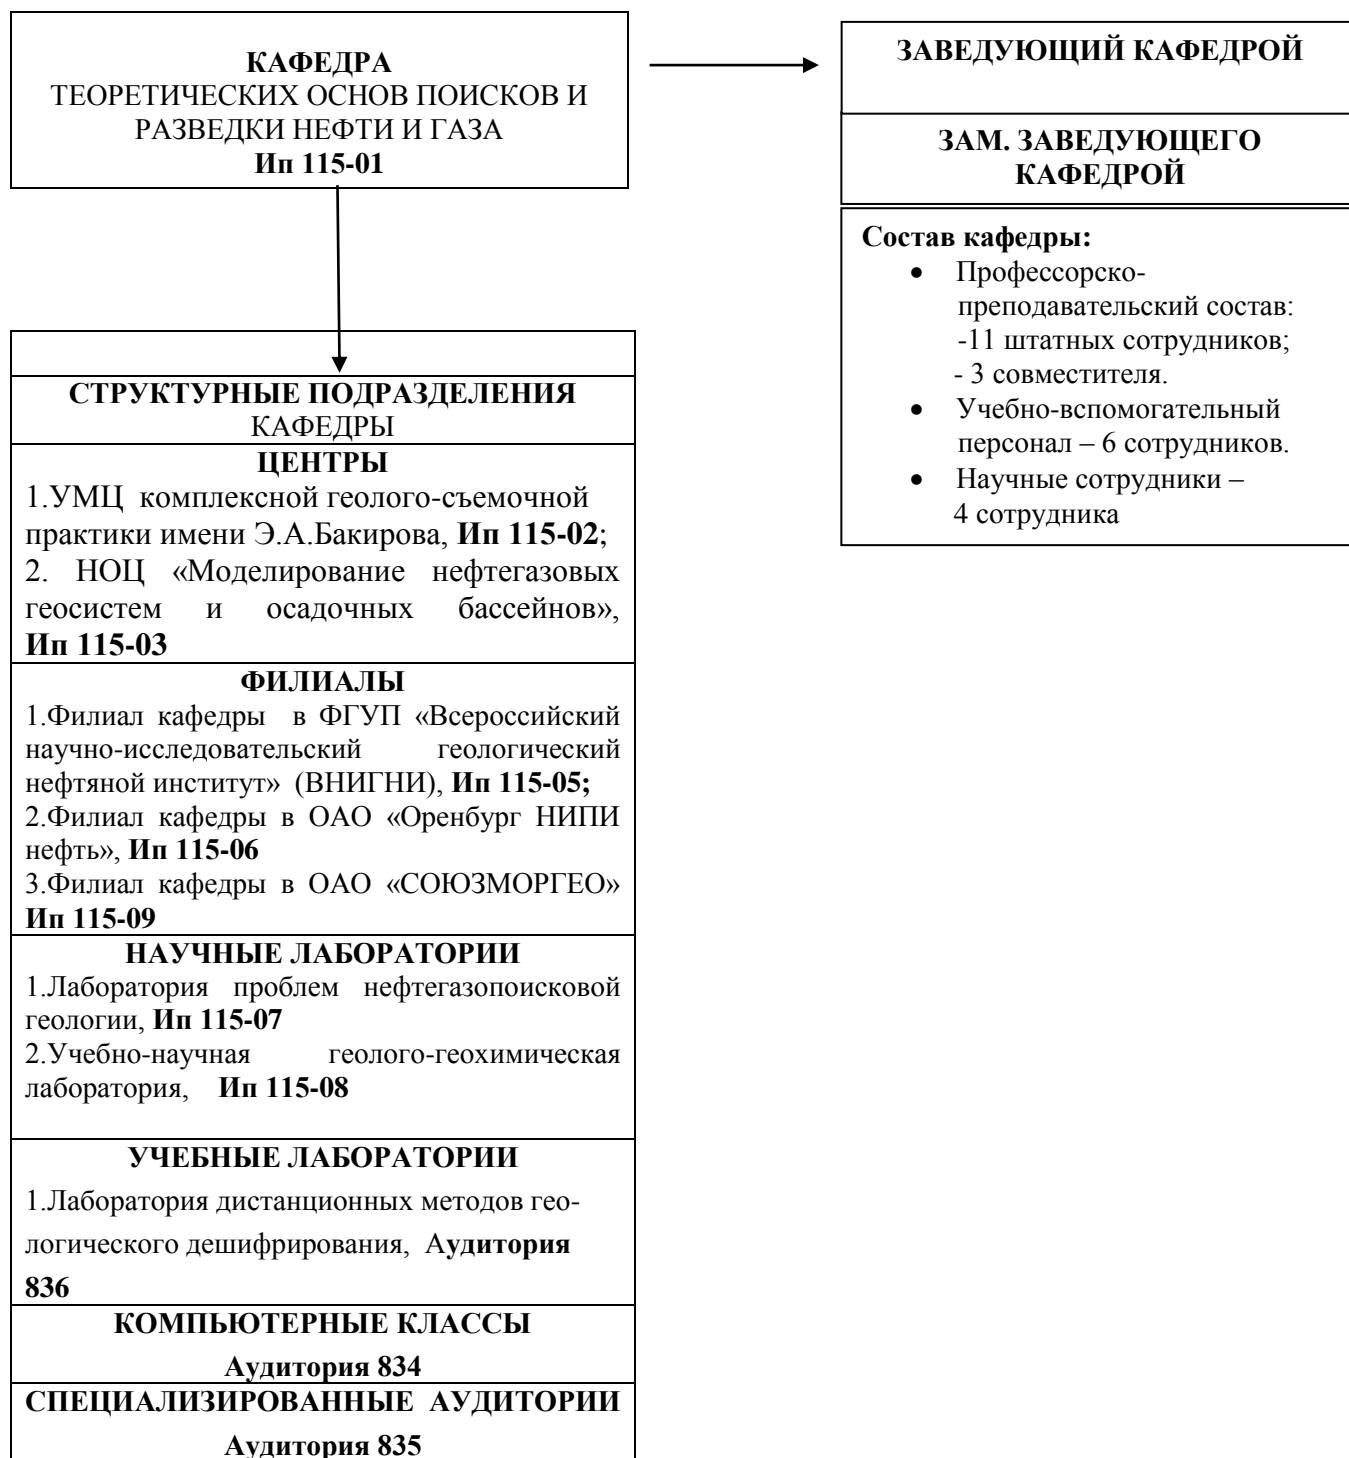 КАФЕДРА
ТЕОРЕТИЧЕСКИХ ОСНОВ ПОИСКОВ И
РАЗВЕДКИ НЕФТИ И ГАЗА
Ип 115-01
ЗАВЕДУЮЩИЙ КАФЕДРОЙ
ЗАМ. ЗАВЕДУЮЩЕГО
КАФЕДРОЙ
Состав кафедры:
• Профессорско-
преподавательский состав:
-11 штатных сотрудников;
- 3 совместителя.
• Учебно-вспомогательный
персонал – 6 сотрудников.
• Научные сотрудники –
4 сотрудника
СТРУКТУРНЫЕ ПОДРАЗДЕЛЕНИЯ
КАФЕДРЫ
ЦЕНТРЫ
1.УМЦ комплексной геолого-съемочной
практики имени Э.А.Бакирова, Ип 115-02;
2. НОЦ «Моделирование нефтегазовых
геосистем и осадочных бассейнов»,
Ип 115-03
ФИЛИАЛЫ
1.Филиал кафедры в ФГУП «Всероссийский
научно-исследовательский геологический
нефтяной институт» (ВНИГНИ), Ип 115-05;
2.Филиал кафедры в ОАО «Оренбург НИПИ
нефть», Ип 115-06
3.Филиал кафедры в ОАО «СОЮЗМОРГЕО»
Ип 115-09
НАУЧНЫЕ ЛАБОРАТОРИИ
1.Лаборатория проблем нефтегазопоисковой
геологии, Ип 115-07
2.Учебно-научная геолого-геохимическая
лаборатория, Ип 115-08
УЧЕБНЫЕ ЛАБОРАТОРИИ
1.Лаборатория дистанционных методов гео-
логического дешифрирования, Аудитория
836
КОМПЬЮТЕРНЫЕ КЛАССЫ
Аудитория 834
СПЕЦИАЛИЗИРОВАННЫЕ АУДИТОРИИ
Аудитория 835